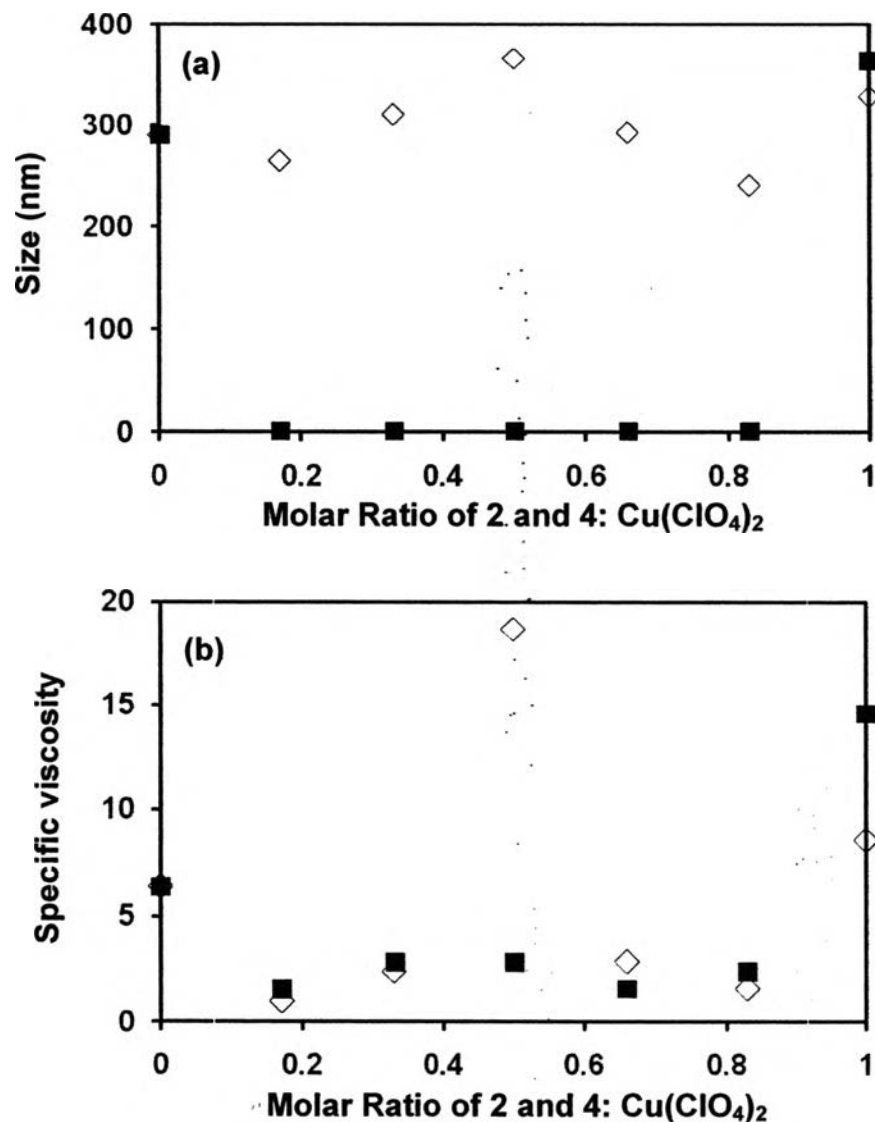 400
(a)
300
200
100
0
Size (nm)
0 0.2 0.4 0.6 0.8 1
Molar Ratio of 2 and 4: Cu(ClO₄)₂
20
(b)
15
10
5
0
Specific viscosity
0 0.2 0.4 0.6 0.8 1
Molar Ratio of 2 and 4: Cu(ClO₄)₂